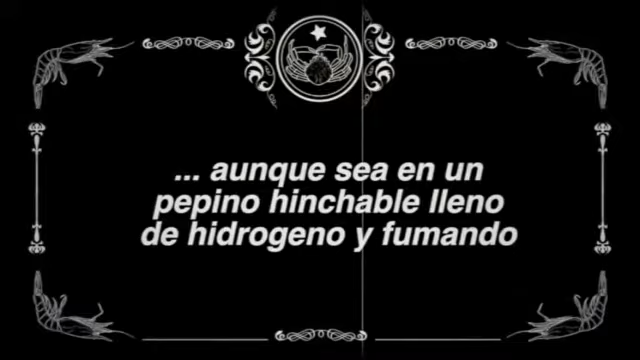 ... aunque sea en un
pepino hinchable lleno
de hidrogeno y fumando